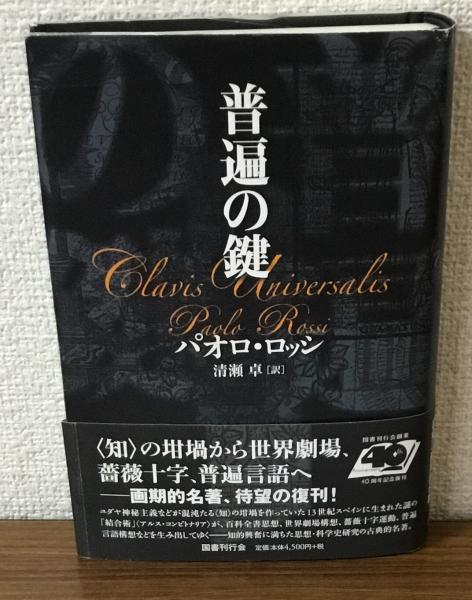 普遍の鍵
Clavis Universalis
Paolo Rossi
パオロ・ロッシ
清瀬 卓[訳]
〈知〉の坩堝から世界劇場、
薔薇十字、普遍言語へ
——画期的名著、待望の復刊!
国書刊行会創業
40th
40周年記念復刊
ユダヤ神秘主義などが混淆たる〈知〉の坩堝を作っていた13世紀スペインに生まれた謎の
「結合術」〈アルス・コンビナトリア〉が、百科全書思想、世界劇場構想、薔薇十字運動、普遍
言語構想などを生み出してゆく——知的興奮に満ちた思想・科学史研究の古典的名著。
国書刊行会 定価:本体4,500円+税